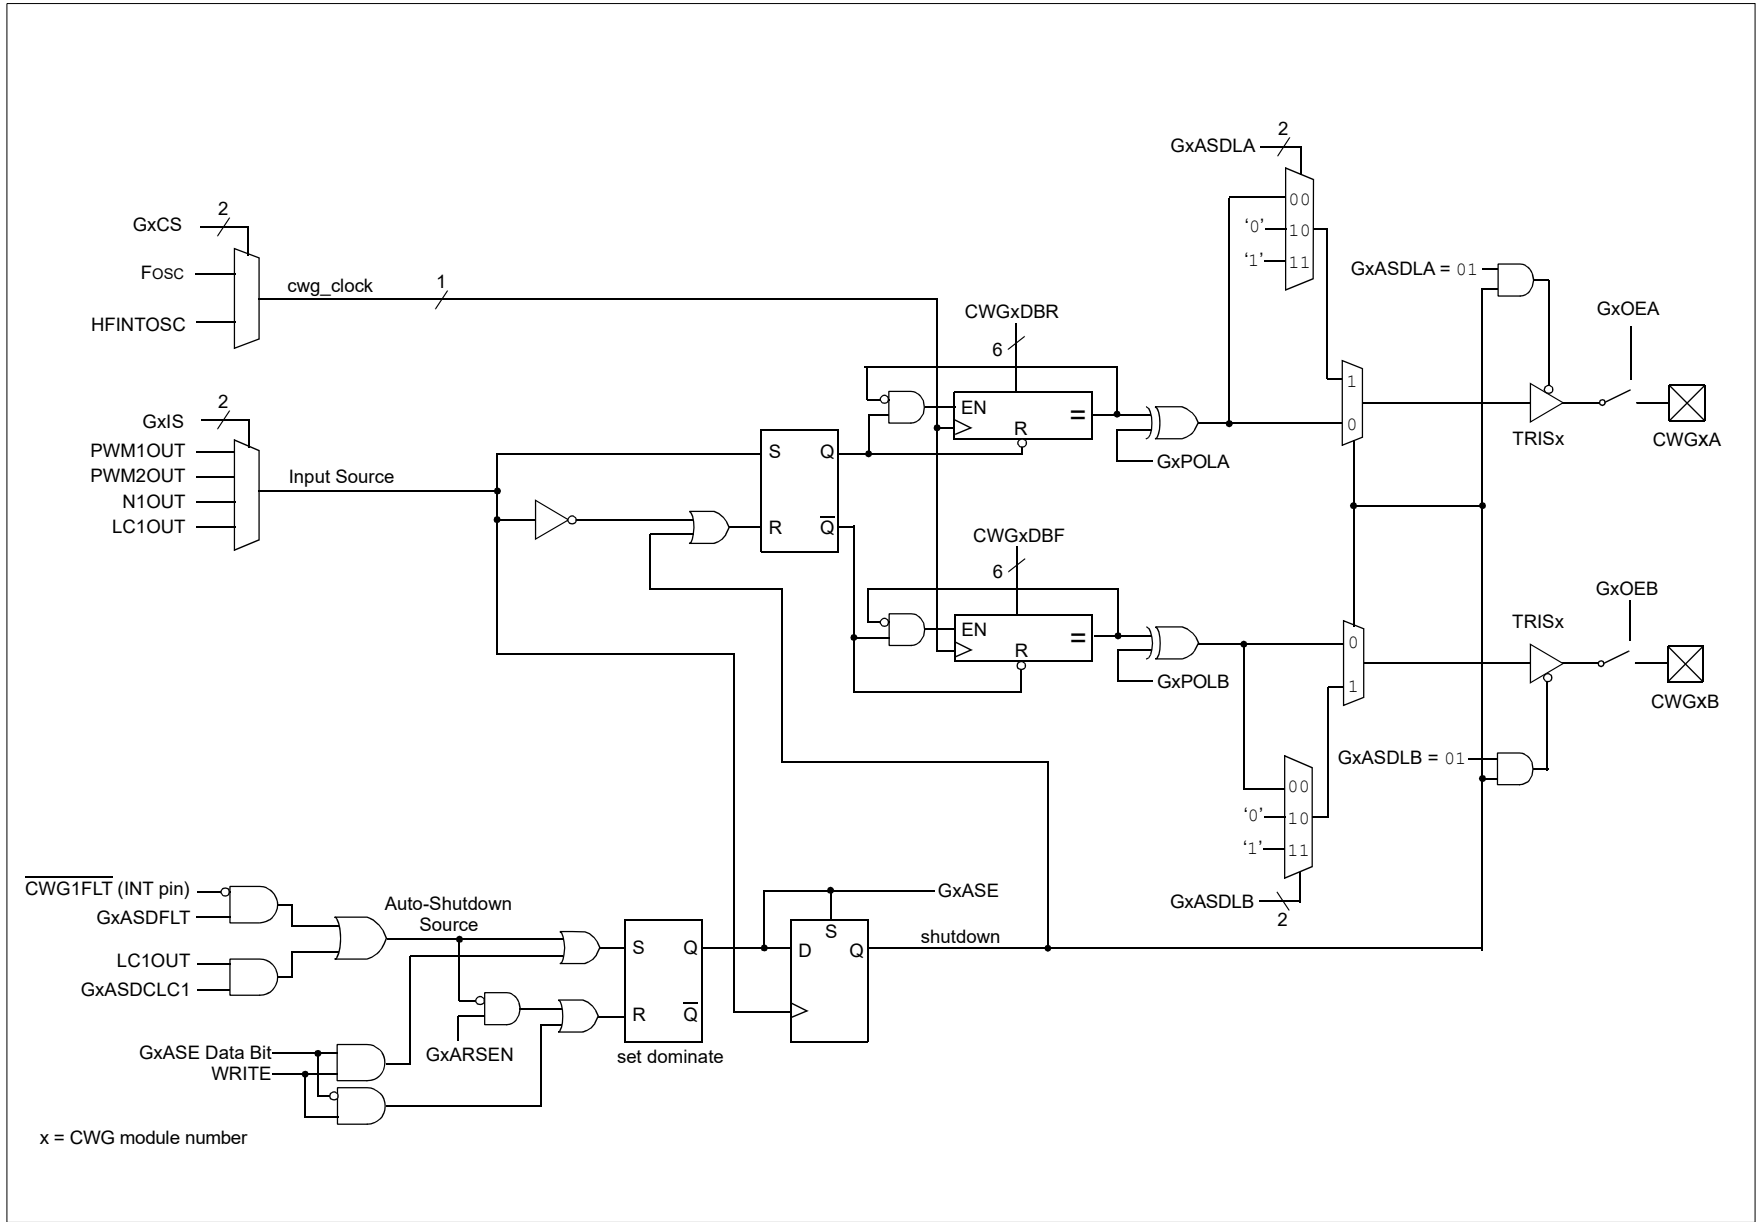 GxASDLA
2
00
'0'
10
'1'
11
GxCS
2
FOSC
HFINTOSC
cwg_clock
1
GxASDLA = 01
GxOEA
CWGxDBR
6
EN
=
R
GxPOLA
1
0
TRISx
CWGxA
GxIS
2
PWM1OUT
PWM2OUT
N1OUT
LC1OUT
Input Source
S
Q
R
Q
CWGxDBF
6
EN
=
R
GxPOLB
0
1
TRISx
GxOEB
CWGxB
GxASDLB = 01
00
'0'
10
'1'
11
GxASDLB
2
CWG1FLT (INT pin)
GxASDFLT
LC1OUT
GxASDCLC1
Auto-Shutdown
Source
GxARSEN
GxASE Data Bit
WRITE
S
Q
R
Q
set dominate
GxASE
S
D
Q
shutdown
x = CWG module number